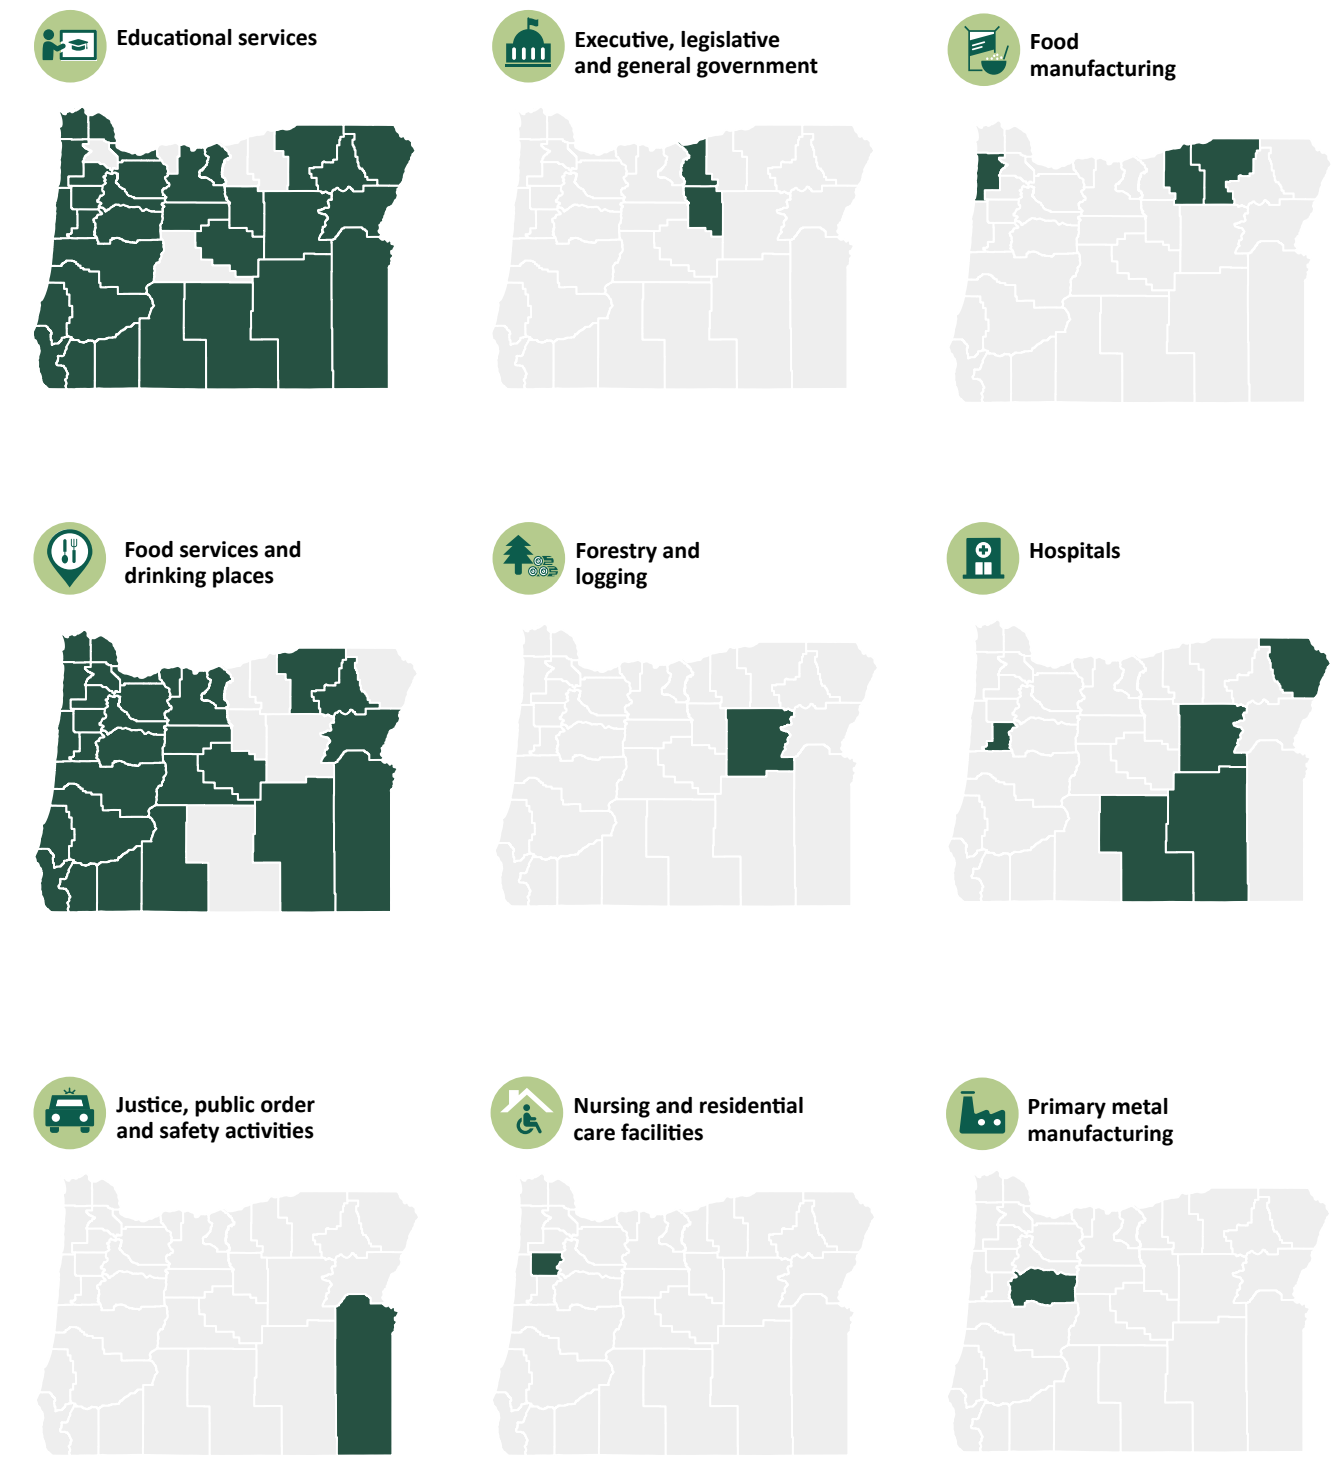 Educational services
Executive, legislative
and general government
Food
manufacturing
Food services and
drinking places
Forestry and
logging
Hospitals
Justice, public order
and safety activities
Nursing and residential
care facilities
Primary metal
manufacturing